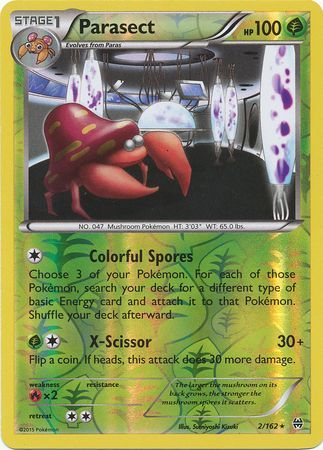 STAGE1
Parasect
HP100
Evolves from Paras
NO. 047 Mushroom Pokémon HT: 3'03" WT: 65.0 lbs.
Colorful Spores
Choose 3 of your Pokémon. For each of those
Pokémon, search your deck for a different type of
basic Energy card and attach it to that Pokémon.
Shuffle your deck afterward.
X-Scissor 30+
Flip a coin. If heads, this attack does 30 more damage.
weakness
×2
resistance
retreat
The larger the mushroom on its
back grows, the stronger the
mushroom spores it scatters.
©2015 Pokémon
Illus. Sumiyoshi Kizuki
2/162